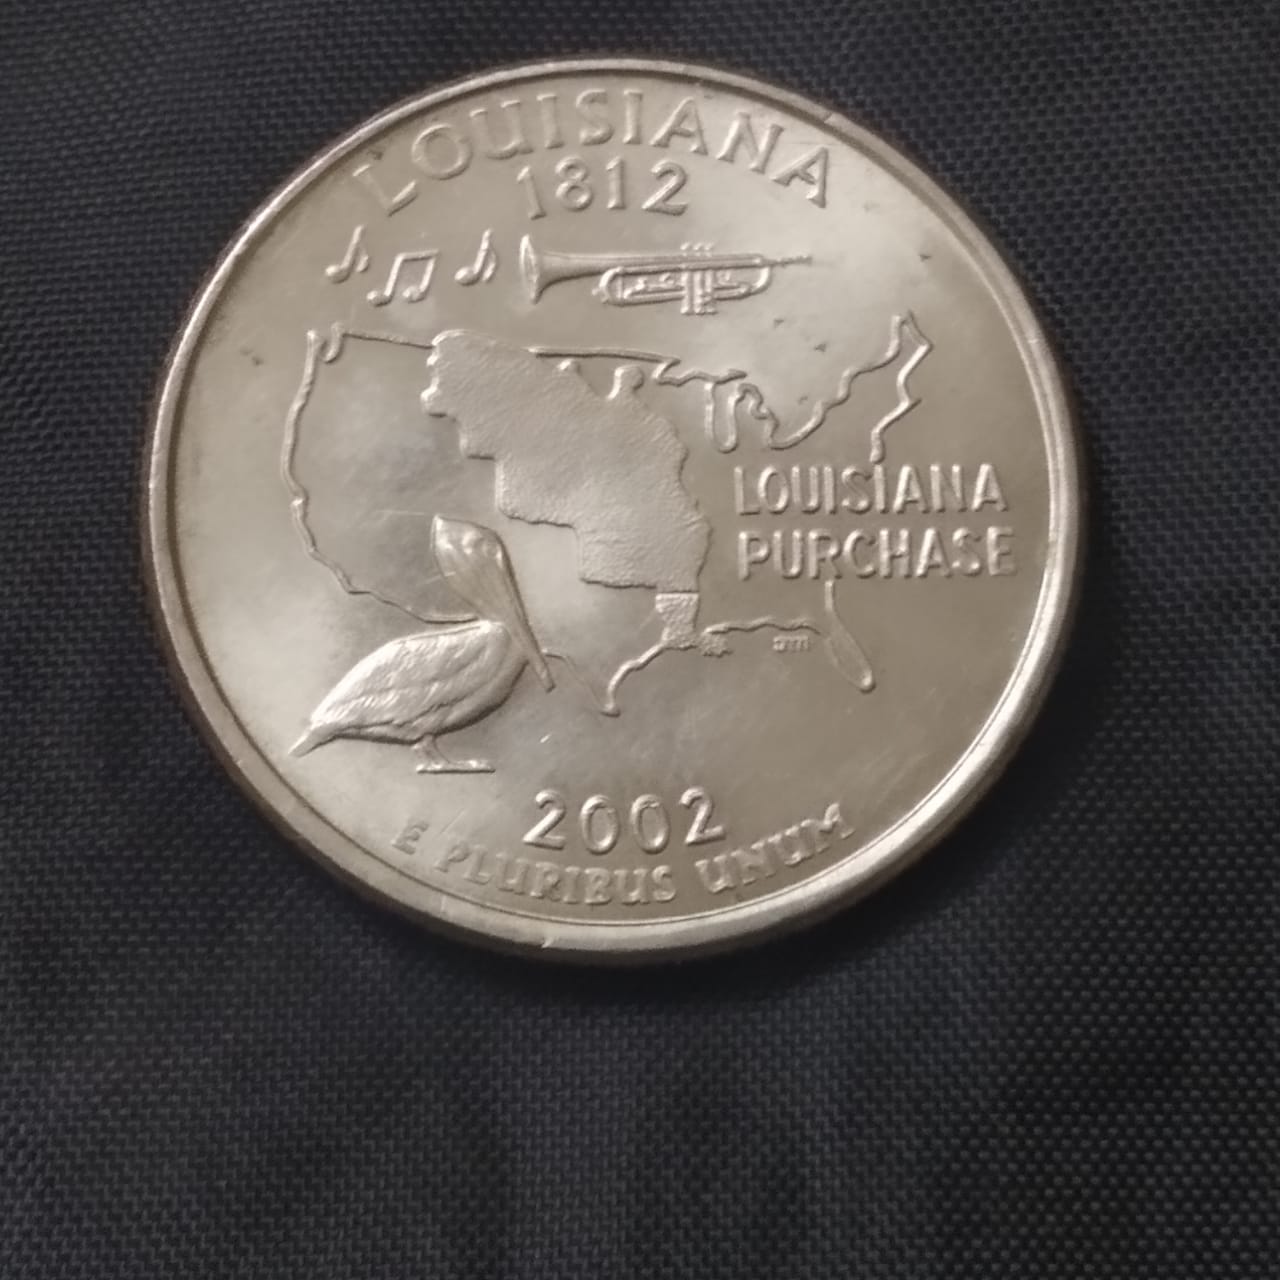 LOUISIANA
1812
LOUISIANA
PURCHASE
2002
E PLURIBUS UNUM